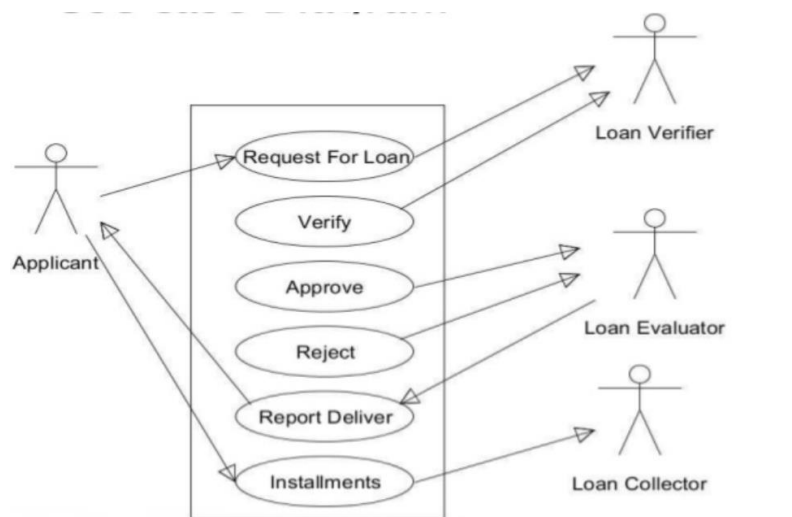 Request For Loan
Verify
Approve
Reject
Report Deliver
Installments
Applicant
Loan Verifier
Loan Evaluator
Loan Collector